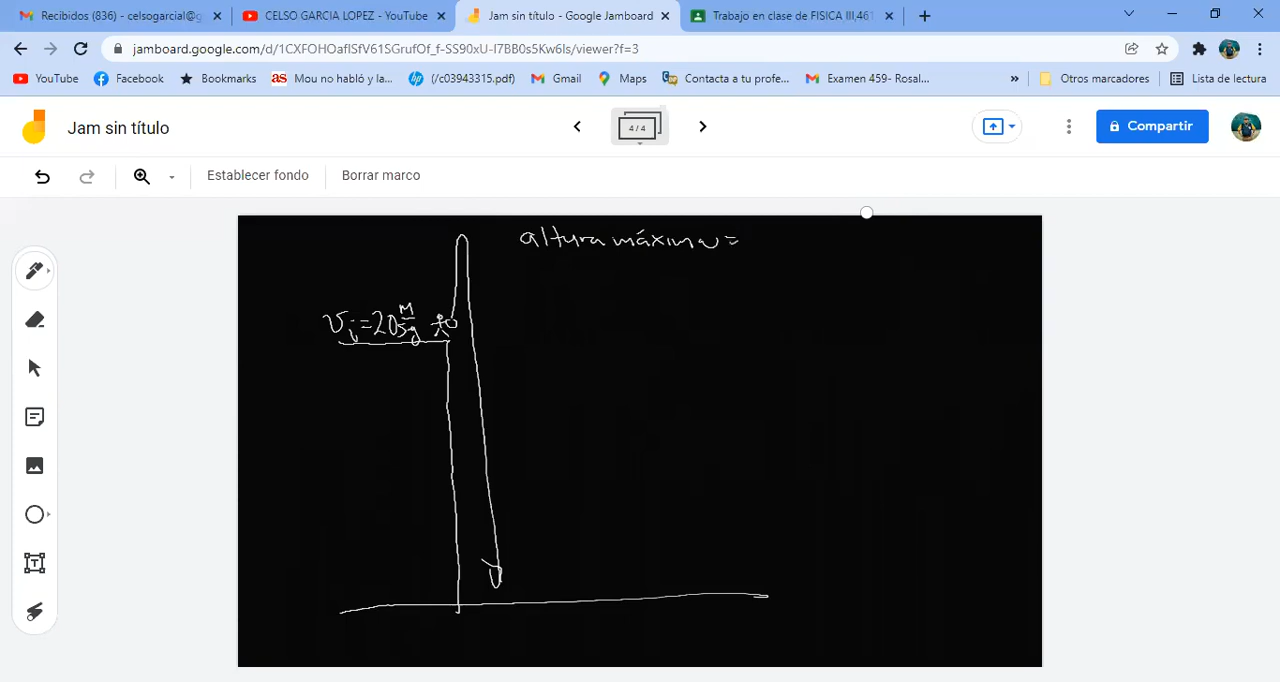 Recibidos (836) - celsogarcial@g
CELSO GARCIA LOPEZ - YouTube
Jam sin título - Google Jamboard
Trabajo en clase de FISICA III,461
jamboard.google.com/d/1CXFOHOafISfV61SGrufOf_f-SS90xU-I7BB0s5Kw6Is/viewer?f=3
YouTube
Facebook
Bookmarks
as Mou no habló y la...
hp (/c03943315.pdf)
Gmail
Maps
Contacta a tu profe...
Examen 459- Rosal...
»
Otros marcadores
Lista de lectura
Jam sin título
4 / 4
Compartir
Establecer fondo
Borrar marco
altura máxima =
Vi=20 M/sg